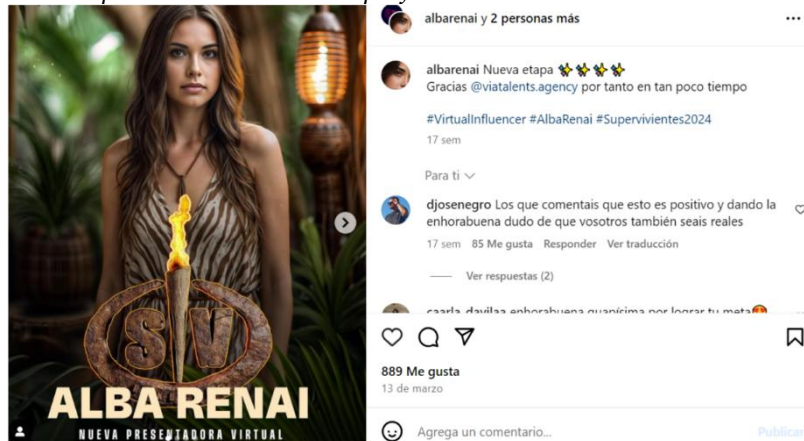 SV
ALBA RENAI
NUEVA PRESENTADORA VIRTUAL
albarenai y 2 personas más
albarenai Nueva etapa
Gracias @viatalents.agency por tanto en tan poco tiempo
#VirtualInfluencer #AlbaRenai #Supervivientes2024
17 sem
Para ti
djosenegro Los que comentais que esto es positivo y dando la
enhorabuena dudo de que vosotros también seais reales
17 sem 85 Me gusta Responder Ver traducción
Ver respuestas (2)
caarla_davilaa enhorabuena guapísima por lograr tu meta
889 Me gusta
13 de marzo
Agrega un comentario...
Publicar